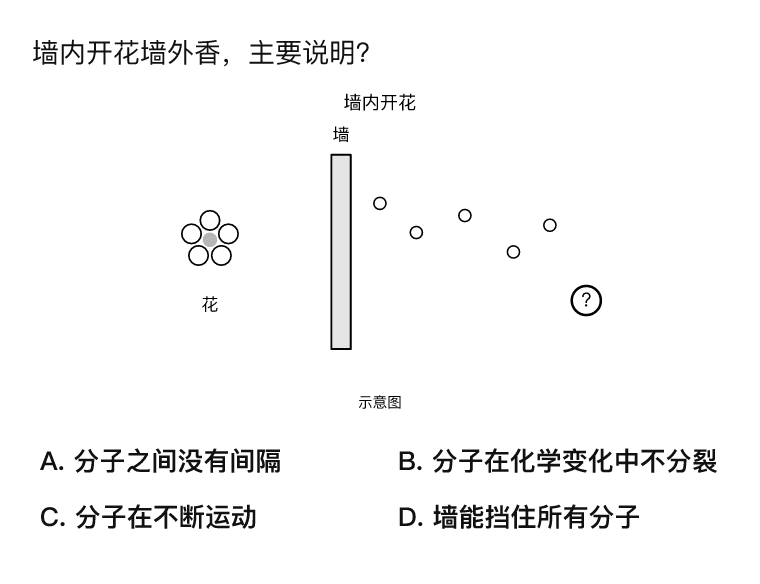 墙内开花墙外香，主要说明？
墙内开花
墙
?
花
示意图
A. 分子之间没有间隔
B. 分子在化学变化中不分裂
C. 分子在不断运动
D. 墙能挡住所有分子